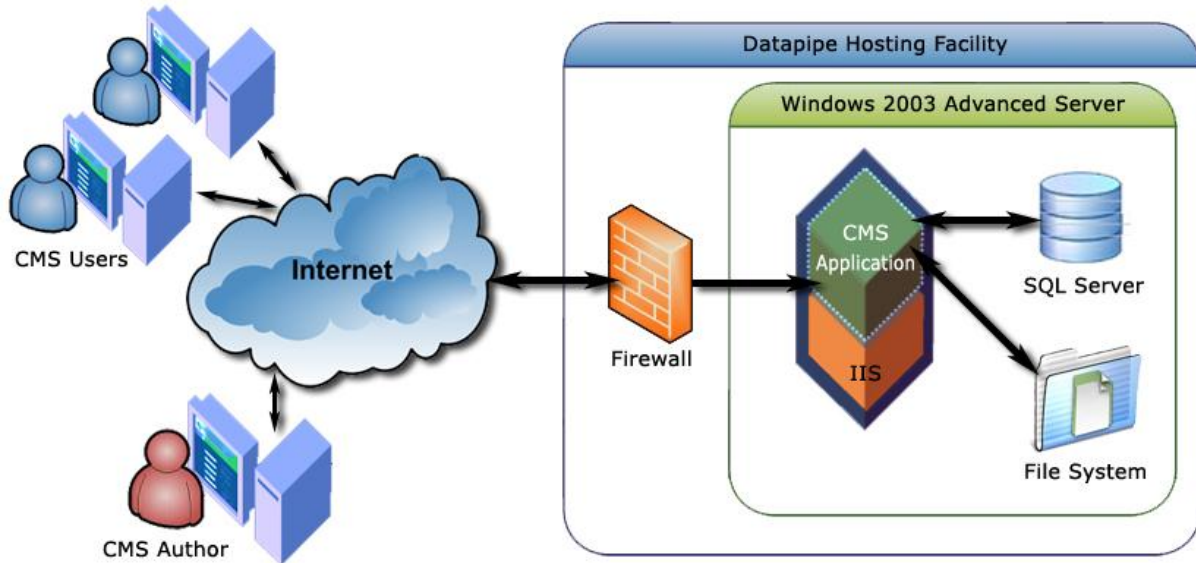 Datapipe Hosting Facility
Windows 2003 Advanced Server
CMS Users
Internet
Firewall
CMS
Application
IIS
SQL Server
File System
CMS Author